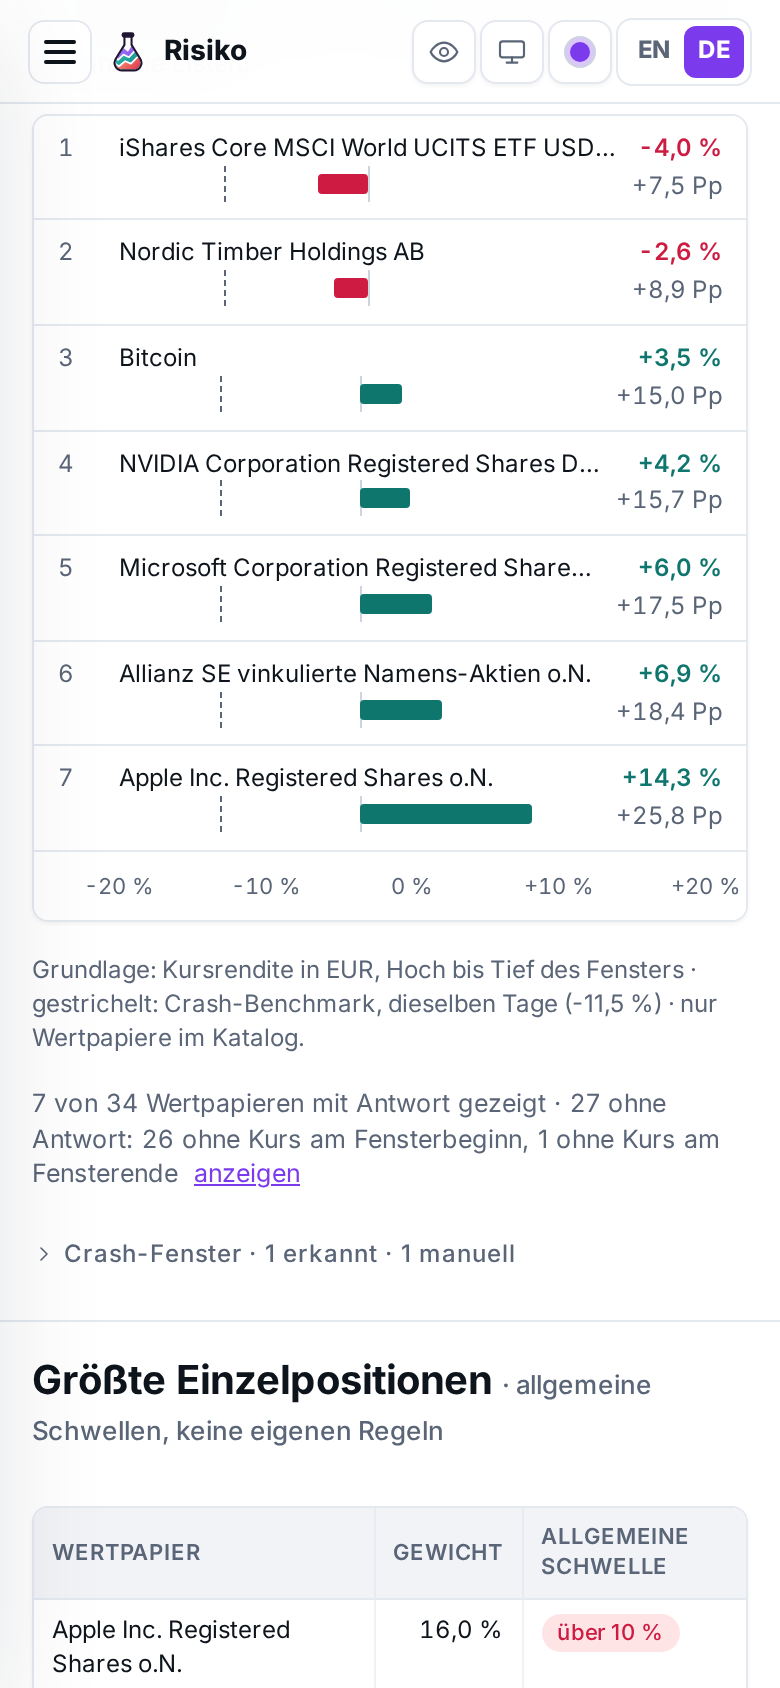 Risiko
EN DE
1 iShares Core MSCI World UCITS ETF USD... -4,0 %
+7,5 Pp
2 Nordic Timber Holdings AB -2,6 %
+8,9 Pp
3 Bitcoin +3,5 %
+15,0 Pp
4 NVIDIA Corporation Registered Shares D... +4,2 %
+15,7 Pp
5 Microsoft Corporation Registered Share... +6,0 %
+17,5 Pp
6 Allianz SE vinkulierte Namens-Aktien o.N. +6,9 %
+18,4 Pp
7 Apple Inc. Registered Shares o.N. +14,3 %
+25,8 Pp
-20 % -10 % 0 % +10 % +20 %
Grundlage: Kursrendite in EUR, Hoch bis Tief des Fensters ·
gestrichelt: Crash-Benchmark, dieselben Tage (-11,5 %) · nur
Wertpapiere im Katalog.
7 von 34 Wertpapieren mit Antwort gezeigt · 27 ohne
Antwort: 26 ohne Kurs am Fensterbeginn, 1 ohne Kurs am
Fensterende anzeigen
Crash-Fenster · 1 erkannt · 1 manuell
Größte Einzelpositionen · allgemeine
Schwellen, keine eigenen Regeln
WERTPAPIER GEWICHT ALLGEMEINE
SCHWELLE
Apple Inc. Registered 16,0 % über 10 %
Shares o.N.